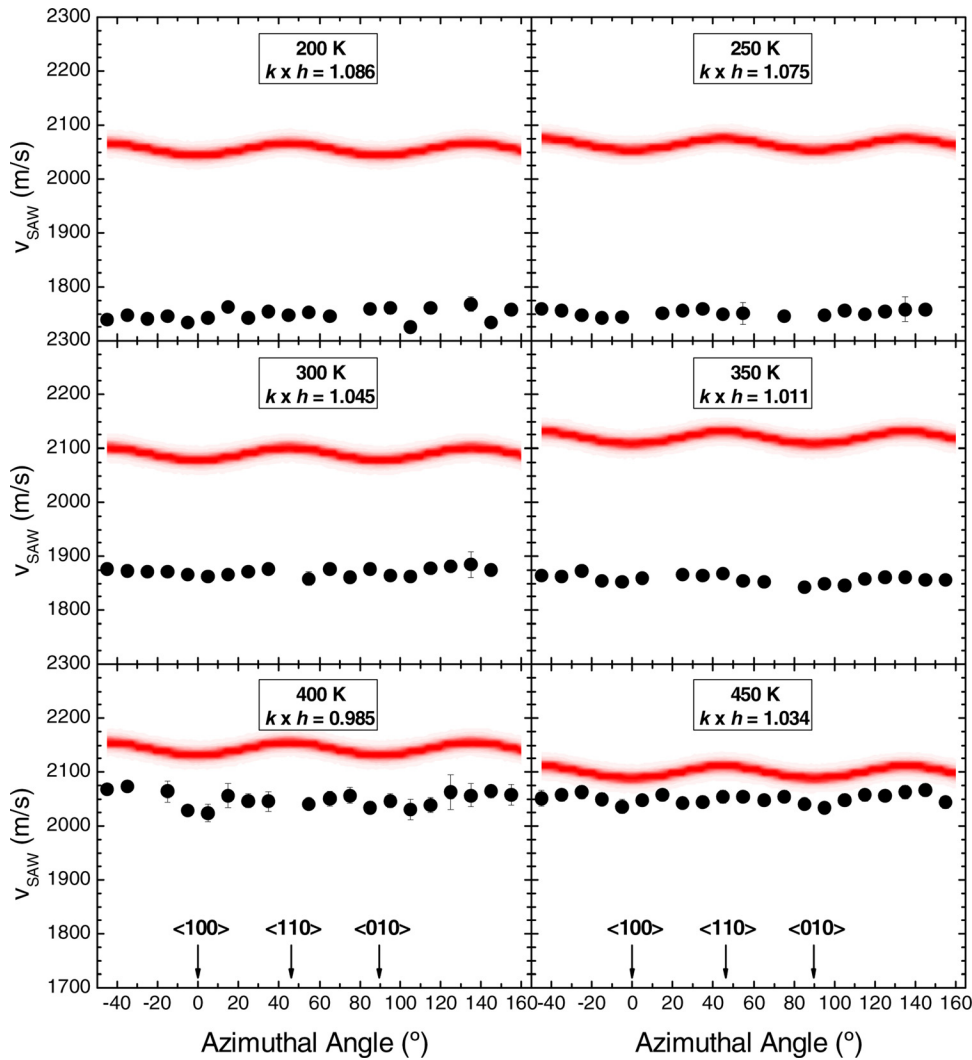 2300
2200
2100
2000
1900
1800
2300
2200
2100
2000
1900
1800
2300
2200
2100
2000
1900
1800
1700
v_SAW (m/s)
v_SAW (m/s)
v_SAW (m/s)
200 K
k x h = 1.086
250 K
k x h = 1.075
300 K
k x h = 1.045
350 K
k x h = 1.011
400 K
k x h = 0.985
450 K
k x h = 1.034
<100> <110> <010>
<100> <110> <010>
-40 -20 0 20 40 60 80 100 120 140 160
-40 -20 0 20 40 60 80 100 120 140 160
Azimuthal Angle (º)
Azimuthal Angle (º)